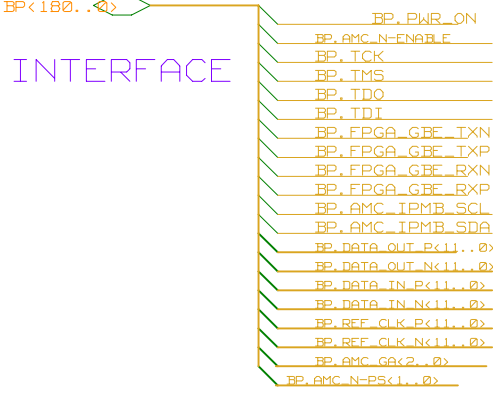 BP<180..0>
BP.PWR_ON
BP.AMC_N-ENABLE
INTERFACE
BP.TCK
BP.TMS
BP.TDO
BP.TDI
BP.FPGA_GBE_TXN
BP.FPGA_GBE_TXP
BP.FPGA_GBE_RXN
BP.FPGA_GBE_RXP
BP.AMC_IPMB_SCL
BP.AMC_IPMB_SDA
BP.DATA_OUT_P<11..0>
BP.DATA_OUT_N<11..0>
BP.DATA_IN_P<11..0>
BP.DATA_IN_N<11..0>
BP.REF_CLK_P<11..0>
BP.REF_CLK_N<11..0>
BP.AMC_GA<2..0>
BP.AMC_N-PS<1..0>